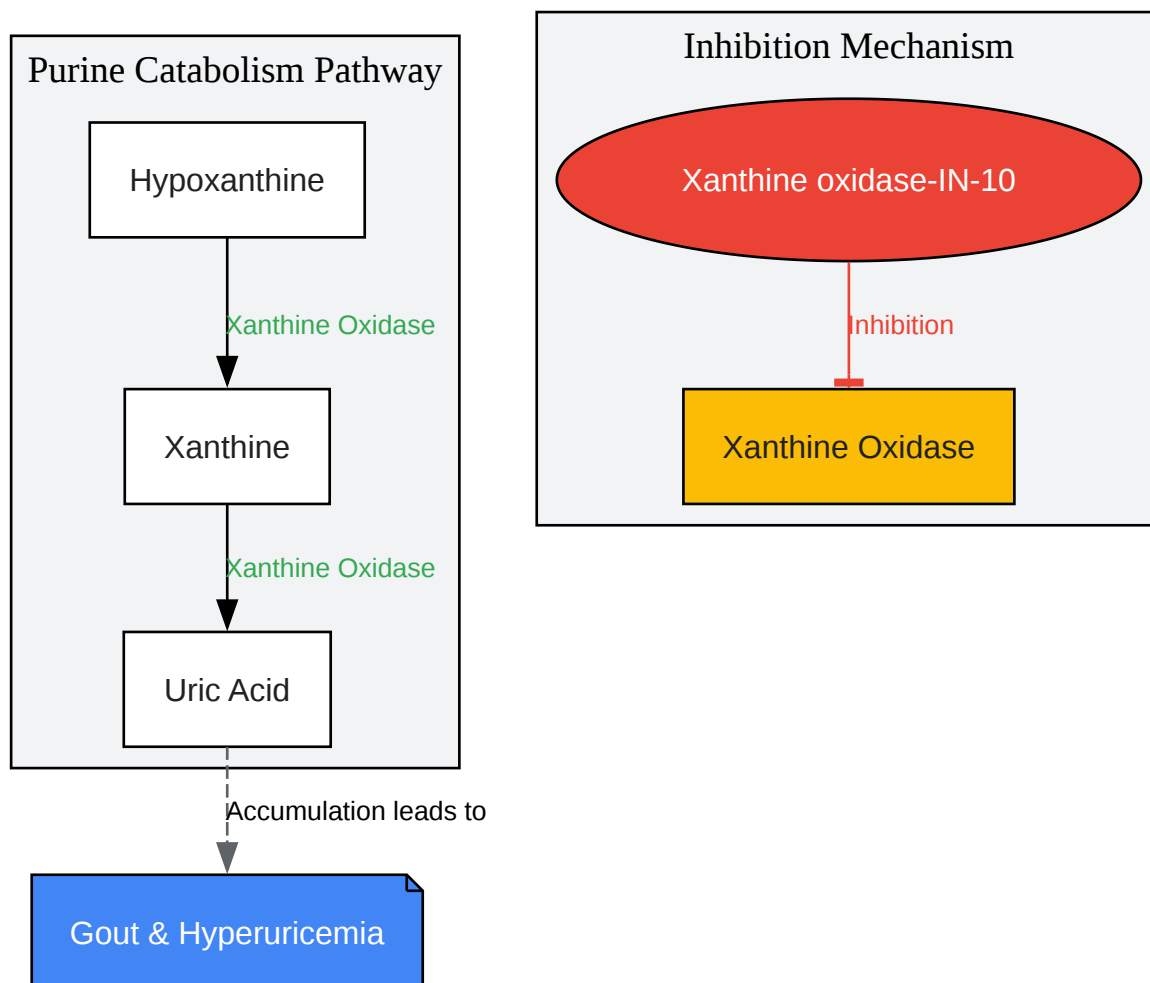 Purine Catabolism Pathway
Hypoxanthine
Xanthine Oxidase
Xanthine
Xanthine Oxidase
Uric Acid
Accumulation leads to
Gout & Hyperuricemia
Inhibition Mechanism
Xanthine oxidase-IN-10
Inhibition
Xanthine Oxidase